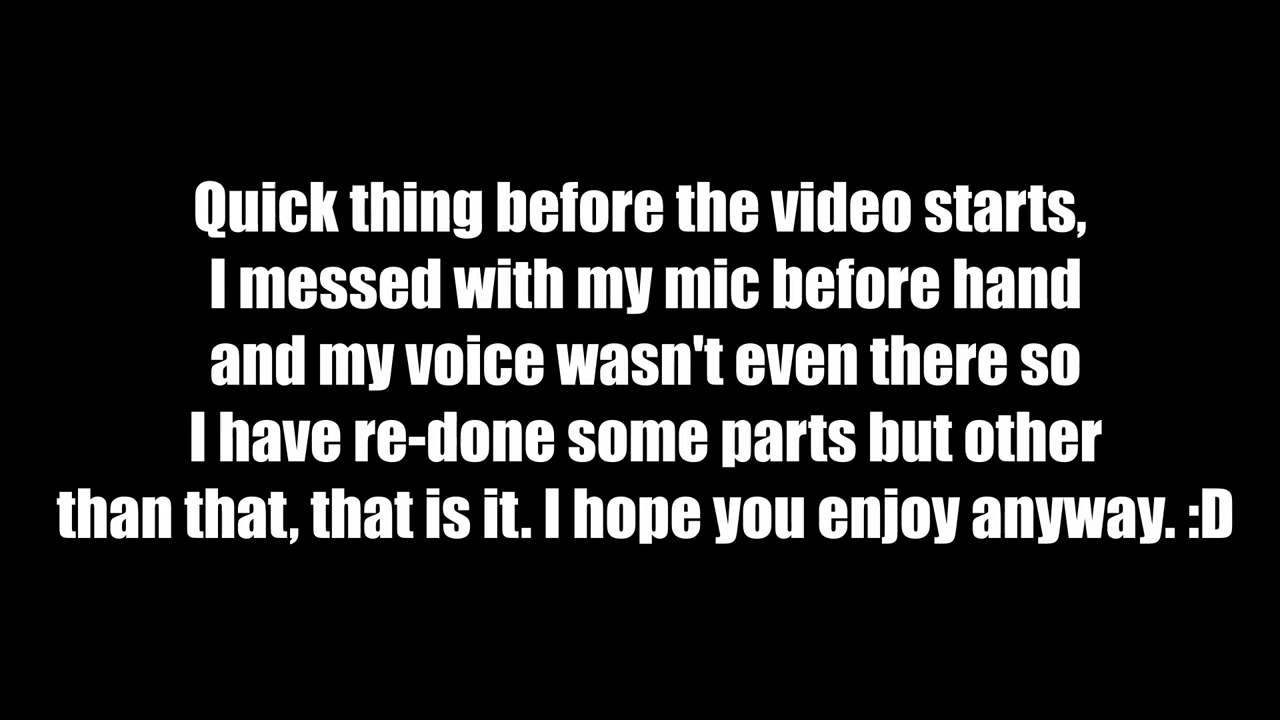 Quick thing before the video starts,
I messed with my mic before hand
and my voice wasn't even there so
I have re-done some parts but other
than that, that is it. I hope you enjoy anyway. :D